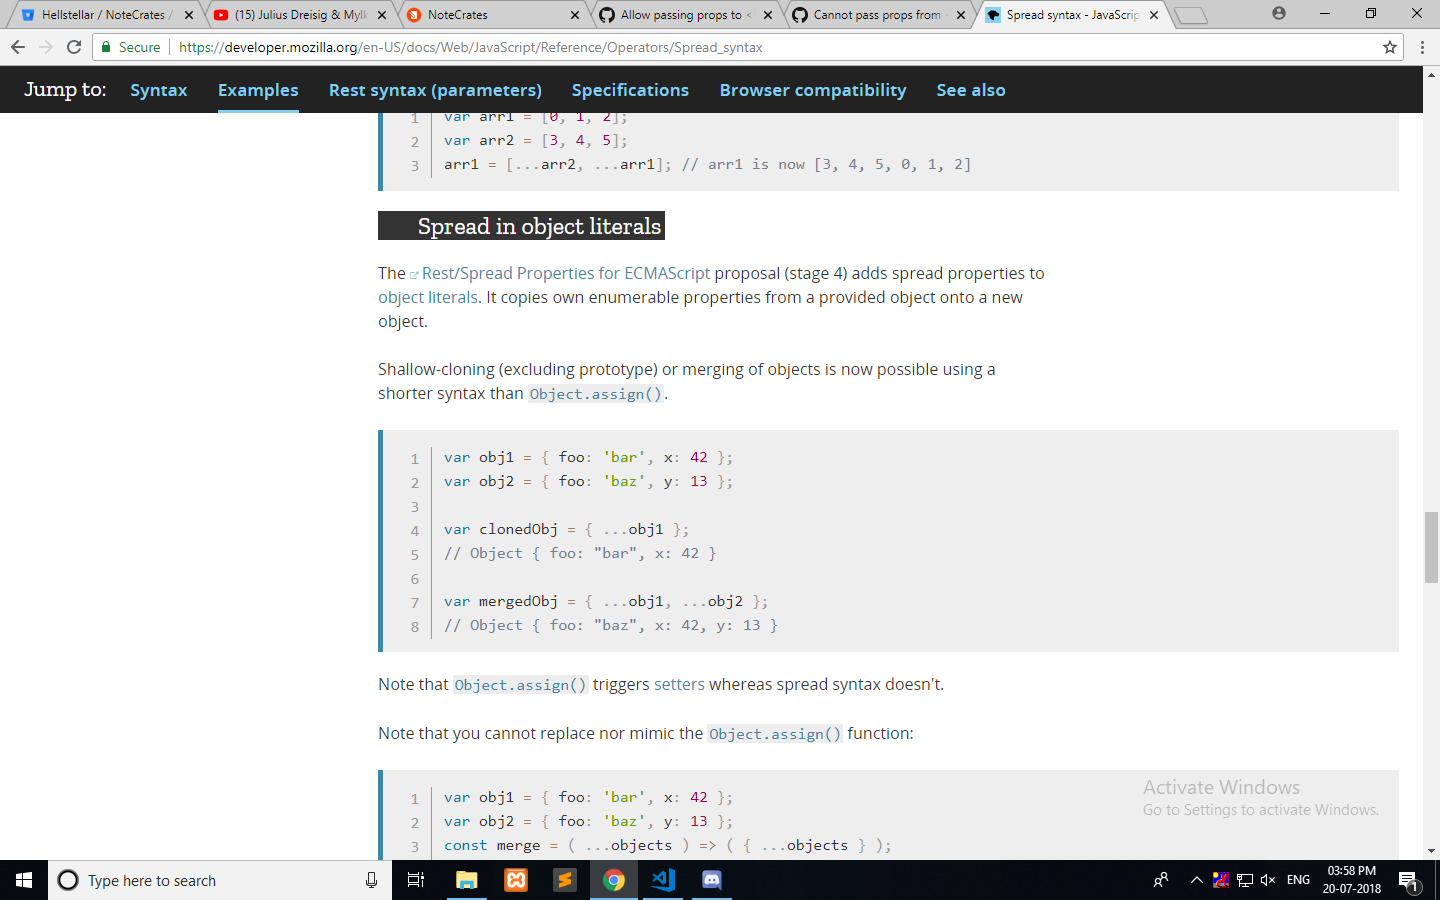 Hellstellar / NoteCrates /
(15) Julius Dreisig & Mylk
NoteCrates
Allow passing props to <
Cannot pass props from
Spread syntax - JavaScrip
Secure
https://developer.mozilla.org/en-US/docs/Web/JavaScript/Reference/Operators/Spread_syntax
Jump to: Syntax Examples Rest syntax (parameters) Specifications Browser compatibility See also
1 var arr1 = [0, 1, 2];
2 var arr2 = [3, 4, 5];
3 arr1 = [...arr2, ...arr1]; // arr1 is now [3, 4, 5, 0, 1, 2]
Spread in object literals
The Rest/Spread Properties for ECMAScript proposal (stage 4) adds spread properties to
object literals. It copies own enumerable properties from a provided object onto a new
object.
Shallow-cloning (excluding prototype) or merging of objects is now possible using a
shorter syntax than Object.assign().
1 var obj1 = { foo: 'bar', x: 42 };
2 var obj2 = { foo: 'baz', y: 13 };
3
4 var clonedObj = { ...obj1 };
5 // Object { foo: "bar", x: 42 }
6
7 var mergedObj = { ...obj1, ...obj2 };
8 // Object { foo: "baz", x: 42, y: 13 }
Note that Object.assign() triggers setters whereas spread syntax doesn't.
Note that you cannot replace nor mimic the Object.assign() function:
1 var obj1 = { foo: 'bar', x: 42 };
2 var obj2 = { foo: 'baz', y: 13 };
3 const merge = ( ...objects ) => ( { ...objects } );
Activate Windows
Go to Settings to activate Windows.
Type here to search
ENG
03:58 PM
20-07-2018
1